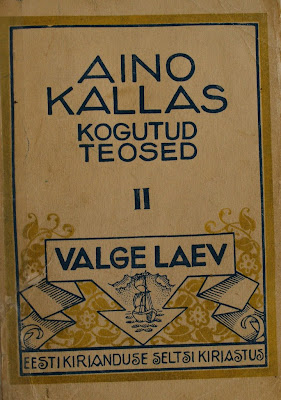 AINO
KALLAS
KOGUTUD
TEOSED
II
VALGE LAEV
EESTI KIRJANDUSE SELTSI KIRJASTUS